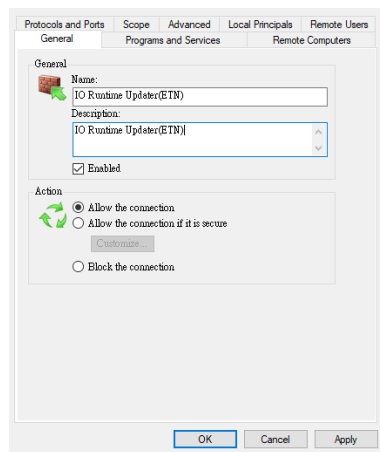 Protocols and Ports Scope Advanced Local Principals Remote Users
General Programs and Services Remote Computers
General
Name:
IO Runtime Updater(ETN)
Description:
IO Runtime Updater(ETN)
Enabled
Action
Allow the connection
Allow the connection if it is secure
Customize...
Block the connection
OK Cancel Apply